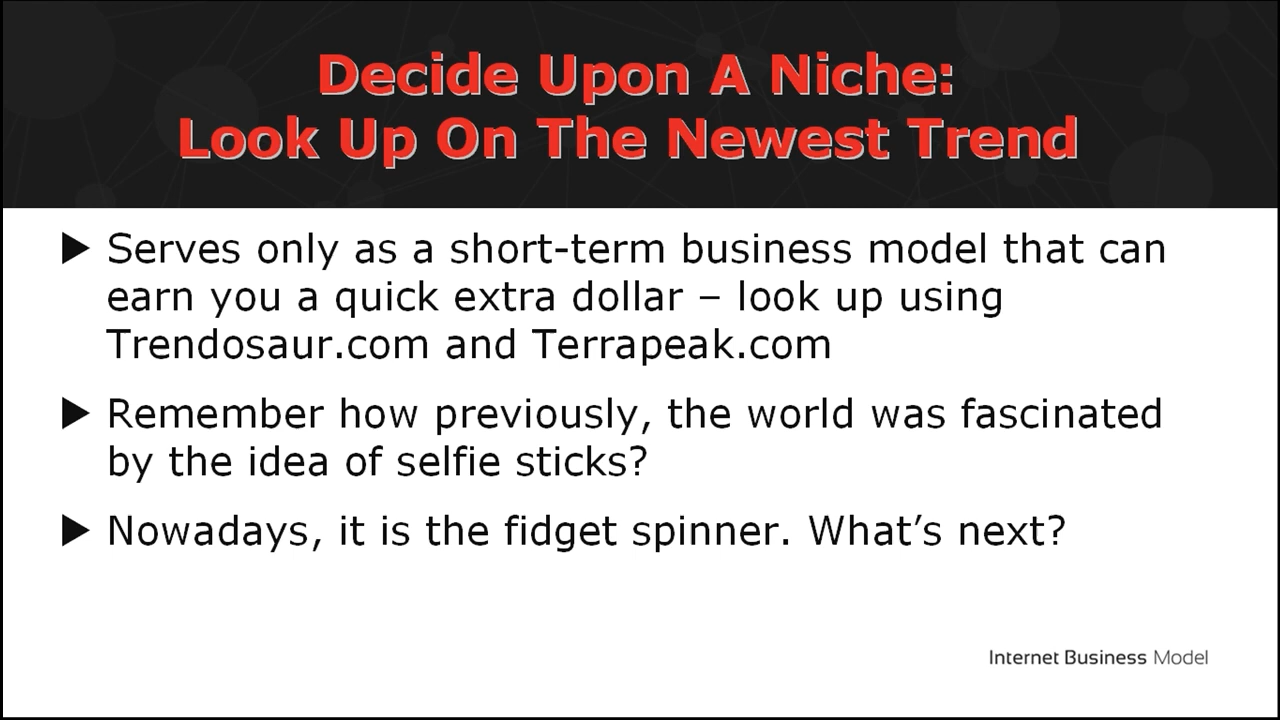 Decide Upon A Niche:
Look Up On The Newest Trend
▶ Serves only as a short-term business model that can
earn you a quick extra dollar – look up using
Trendosaur.com and Terrapeak.com
▶ Remember how previously, the world was fascinated
by the idea of selfie sticks?
▶ Nowadays, it is the fidget spinner. What’s next?
Internet Business Model